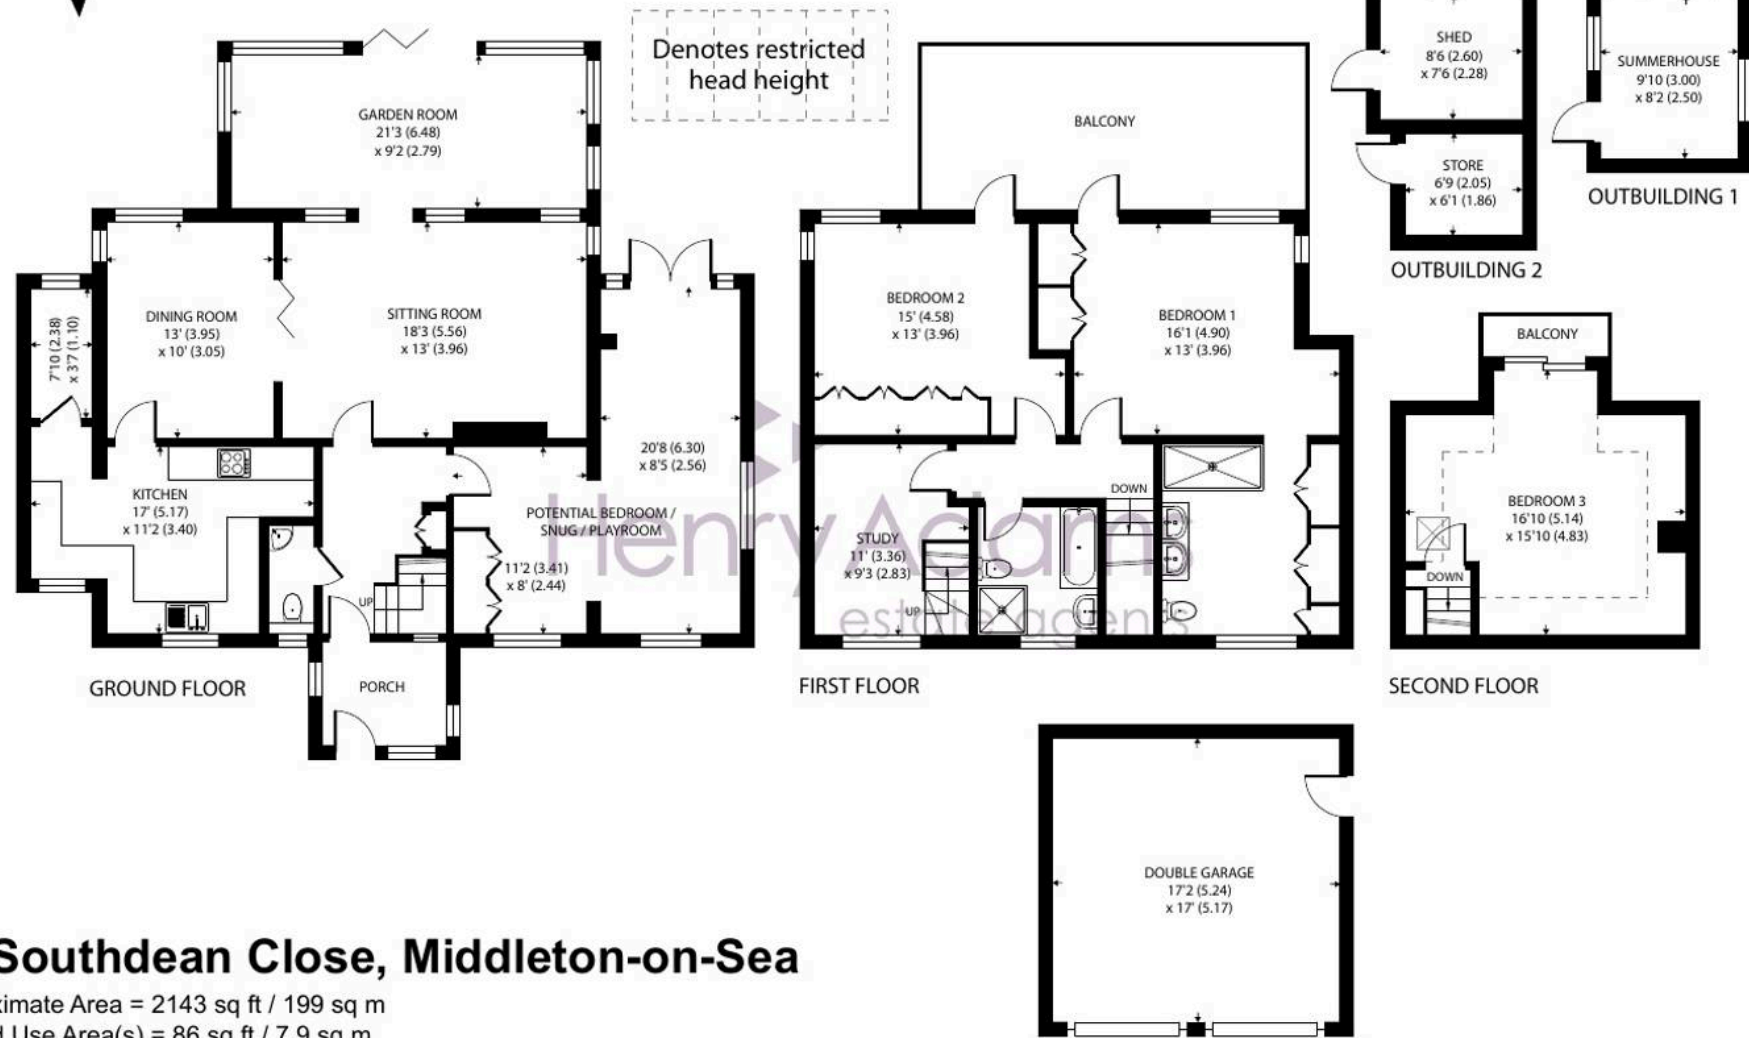 Denotes restricted
head height
GARDEN ROOM
21'3 (6.48)
x 9'2 (2.79)
DINING ROOM
13' (3.95)
x 10' (3.05)
SITTING ROOM
18'3 (5.56)
x 13' (3.96)
7'10 (2.38)
x 3'7 (1.10)
20'8 (6.30)
x 8'5 (2.56)
KITCHEN
17' (5.17)
x 11'2 (3.40)
POTENTIAL BEDROOM /
SNUG / PLAYROOM
11'2 (3.41)
x 8' (2.44)
UP
PORCH
GROUND FLOOR
BALCONY
BEDROOM 2
15' (4.58)
x 13' (3.96)
BEDROOM 1
16'1 (4.90)
x 13' (3.96)
DOWN
STUDY
11' (3.36)
x 9'3 (2.83)
UP
FIRST FLOOR
Henry Adams
estate agents
SHED
8'6 (2.60)
x 7'6 (2.28)
STORE
6'9 (2.05)
x 6'1 (1.86)
OUTBUILDING 2
SUMMERHOUSE
9'10 (3.00)
x 8'2 (2.50)
OUTBUILDING 1
BALCONY
BEDROOM 3
16'10 (5.14)
x 15'10 (4.83)
DOWN
SECOND FLOOR
DOUBLE GARAGE
17'2 (5.24)
x 17' (5.17)
Southdean Close, Middleton-on-Sea
Area = 2143 sq ft / 199 sq m
Use Area(s) = 86 sq ft / 7.9 sq m